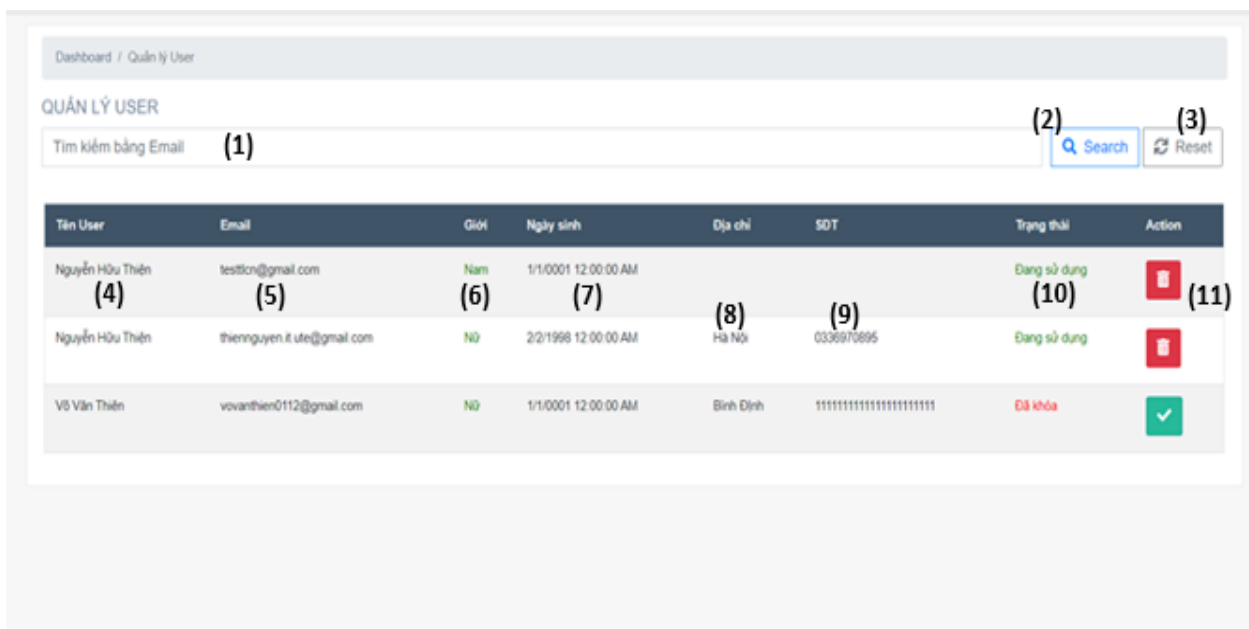 Dashboard / Quản lý User
QUẢN LÝ USER
(2) (3)
Tìm kiếm bằng Email (1) Search Reset
Tên User Email Giới Ngày sinh Địa chỉ SDT Trạng thái Action
Nguyễn Hữu Thiên testtlcn@gmail.com Nam 1/1/0001 12:00:00 AM Đang sử dụng
(4) (5) (6) (7) (10) (11)
(8) (9)
Nguyễn Hữu Thiên thiennguyen.it.ute@gmail.com Nữ 2/2/1998 12:00:00 AM Hà Nội 0336970895 Đang sử dụng
Võ Văn Thiên vovanthien0112@gmail.com Nữ 1/1/0001 12:00:00 AM Bình Định 1111111111111111111111 Đã khóa